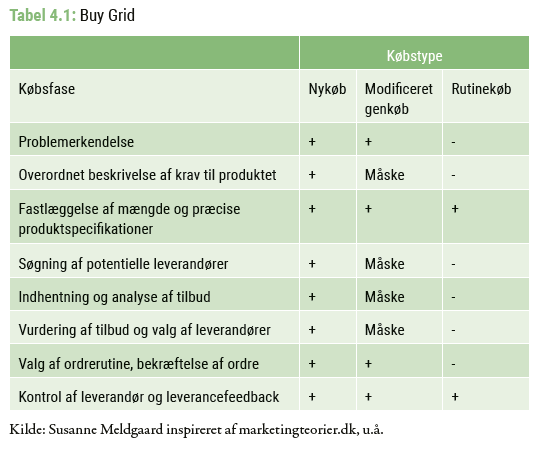 Tabel 4.1: Buy Grid
Købstype
Købsfase Nykøb Modificeret genkøb Rutinekøb
Problemerkendelse + + -
Overordnet beskrivelse af krav til produktet + Måske -
Fastlæggelse af mængde og præcise + + +
produktspecifikationer
Søgning af potentielle leverandører + Måske -
Indhentning og analyse af tilbud + Måske -
Vurdering af tilbud og valg af leverandører + Måske -
Valg af ordrerutine, bekræftelse af ordre + + -
Kontrol af leverandør og leverancefeedback + + +
Kilde: Susanne Meldgaard inspireret af marketingteorier.dk, u.å.